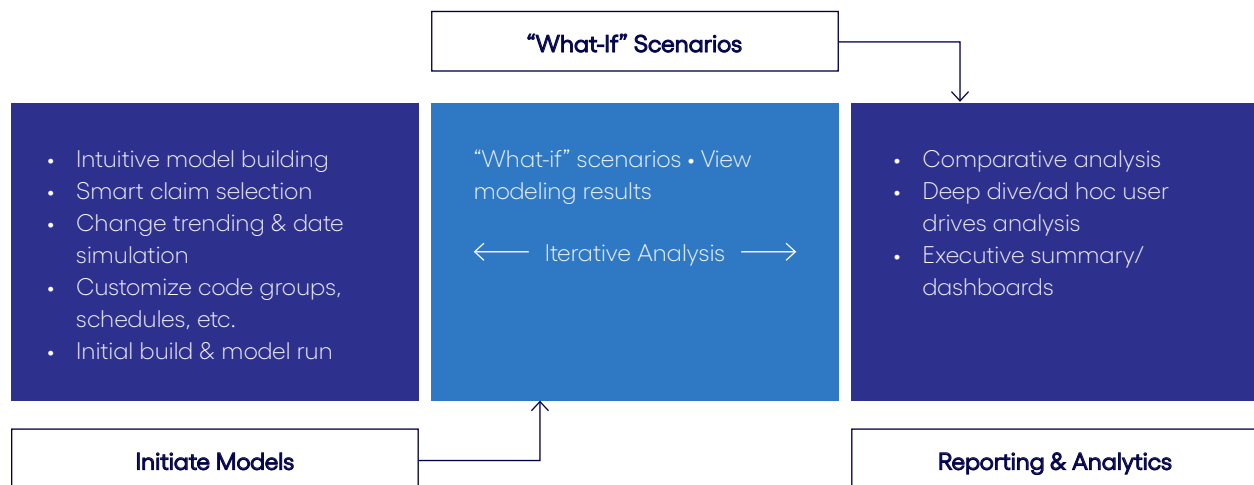 “What-If” Scenarios
• Intuitive model building
• Smart claim selection
• Change trending & date
simulation
• Customize code groups,
schedules, etc.
• Initial build & model run
“What-if” scenarios • View
modeling results
Iterative Analysis
• Comparative analysis
• Deep dive/ad hoc user
drives analysis
• Executive summary/
dashboards
Initiate Models
Reporting & Analytics